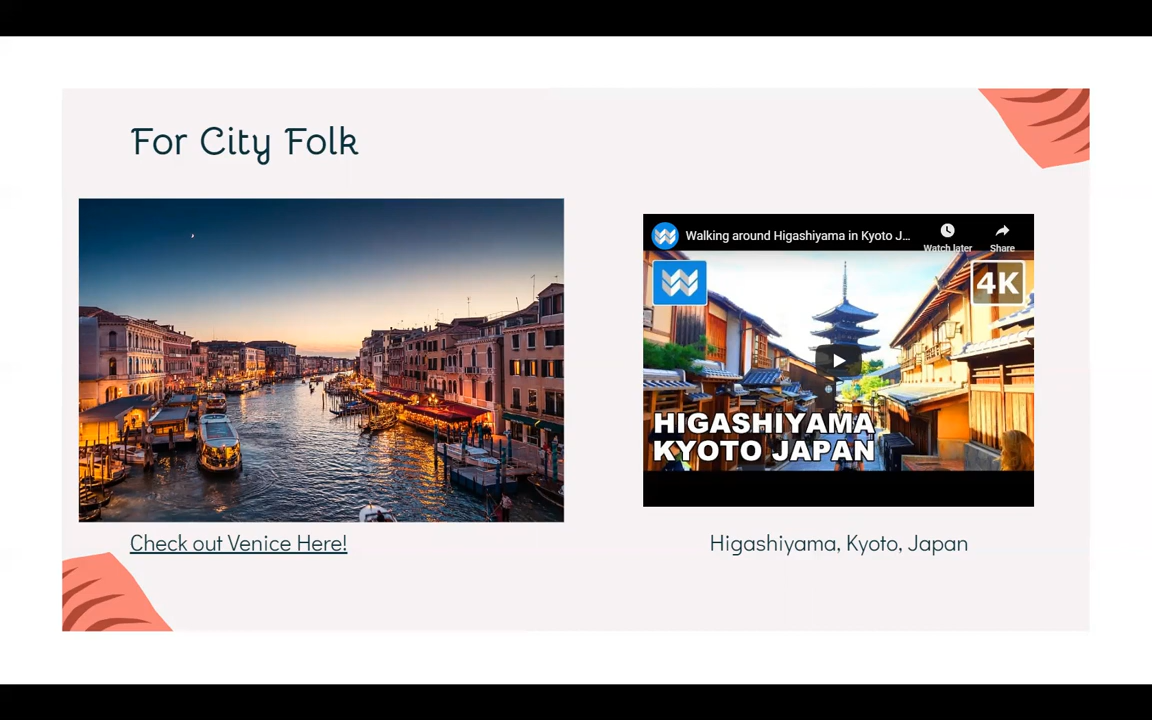 For City Folk
Walking around Higashiyama in Kyoto J...
Watch later
Share
4K
HIGASHIYAMA
KYOTO JAPAN
Check out Venice Here!
Higashiyama, Kyoto, Japan